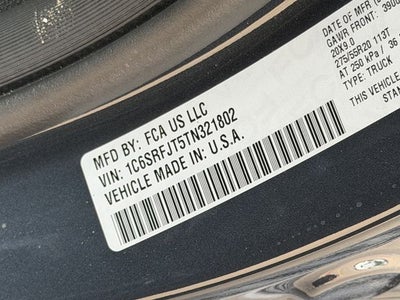 MFD BY: FCA US LLC
VIN: 1C6SRFJT5TN321802
VEHICLE MADE IN U.S.A.
DATE OF MFR
GAWR FRONT: 3900
20X9.0
275/55R20 113T
AT 250 kPa / 36
TYPE: TRUCK
THIS VEHICLE